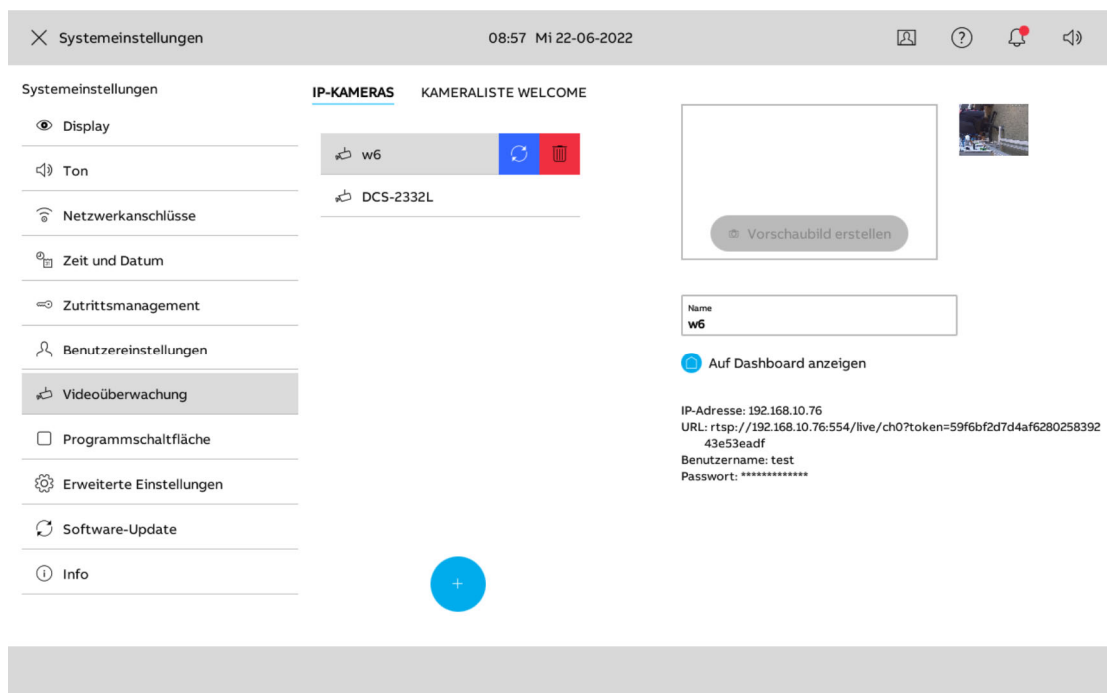 Systemeinstellungen
08:57 Mi 22-06-2022
Systemeinstellungen
Display
Ton
Netzwerkanschlüsse
Zeit und Datum
Zutrittsmanagement
Benutzereinstellungen
Videoüberwachung
Programmschaltfläche
Erweiterte Einstellungen
Software-Update
Info
IP-KAMERAS KAMERALISTE WELCOME
w6
DCS-2332L
+
Vorschaubild erstellen
Name
w6
Auf Dashboard anzeigen
IP-Adresse: 192.168.10.76
URL: rtsp://192.168.10.76:554/live/ch0?token=59f6bf2d7d4af6280258392
43e53eadf
Benutzername: test
Passwort: *************